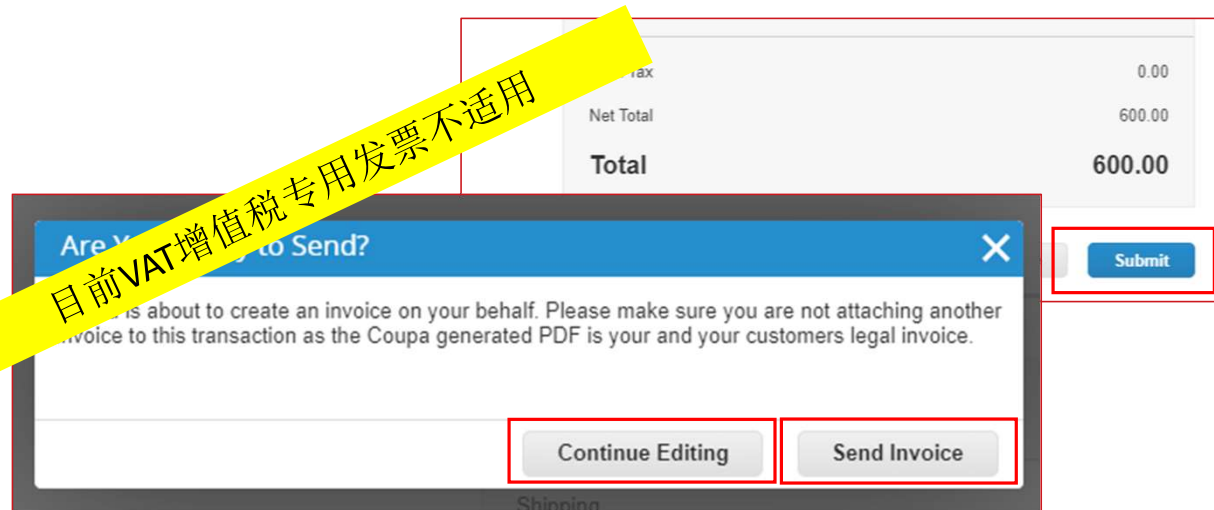 Tax
0.00
Net Total
600.00
Total
600.00
Submit
目前VAT增值税专用发票不适用
Are to Send?
is about to create an invoice on your behalf. Please make sure you are not attaching another
invoice to this transaction as the Coupa generated PDF is your and your customers legal invoice.
Continue Editing
Send Invoice
Shipping